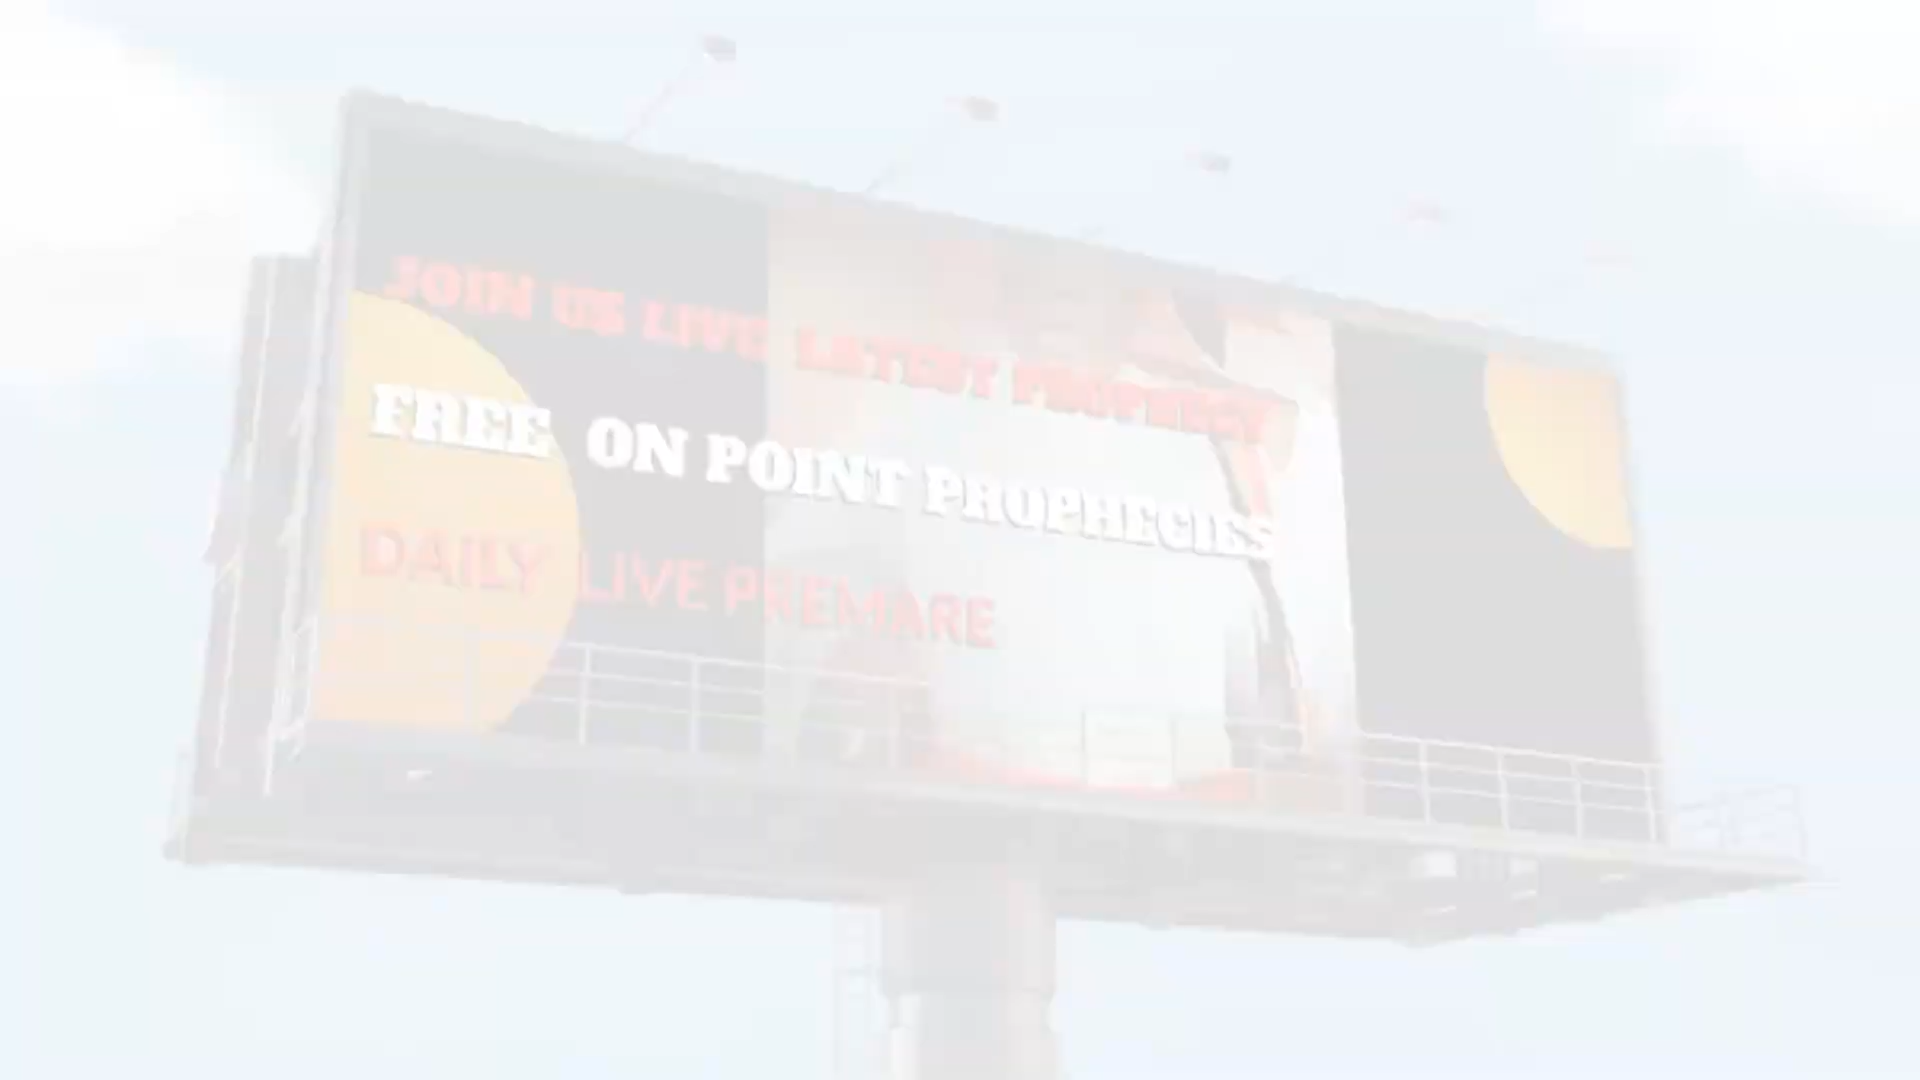 JOIN US LIVE LATEST PROPHECY
FREE ON POINT PROPHECIES
DAILY LIVE PREMARE